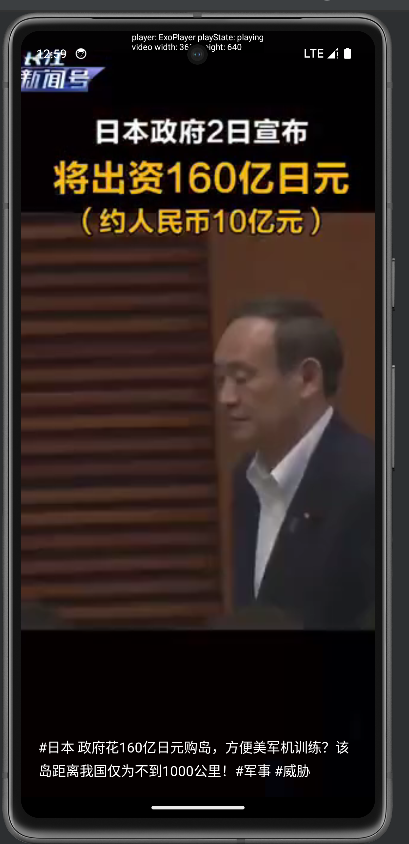 player: ExoPlayer playState: playing
12:59
LTE
长江
新闻号
日本政府2日宣布
将出资160亿日元
（约人民币10亿元）
#日本 政府花160亿日元购岛，方便美军机训练？该
岛距离我国仅为不到1000公里！#军事 #威胁